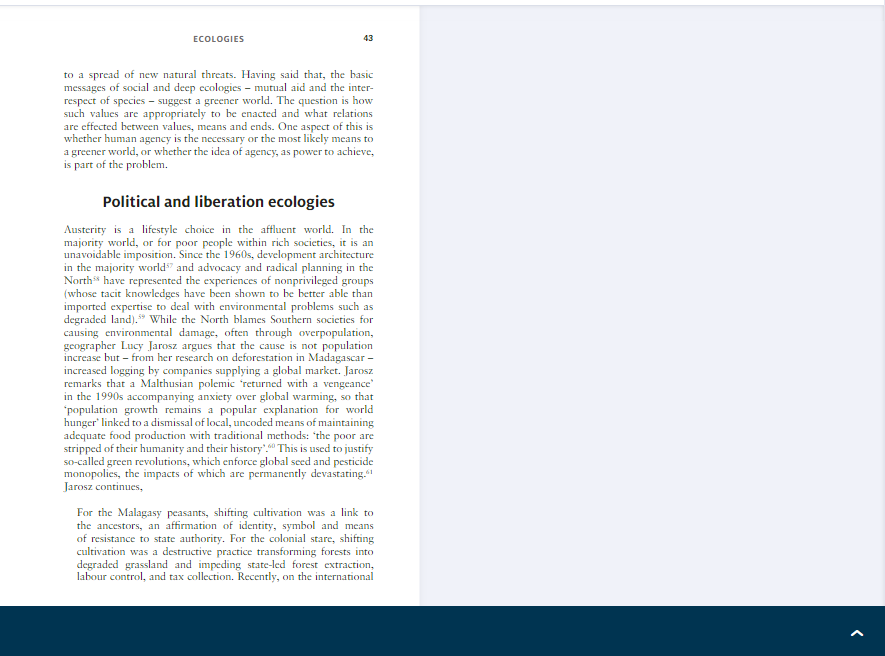 ECOLOGIES 43
to a spread of new natural threats. Having said that, the basic
messages of social and deep ecologies – mutual aid and the inter-
respect of species – suggest a greener world. The question is how
such values are appropriately to be enacted and what relations
are effected between values, means and ends. One aspect of this is
whether human agency is the necessary or the most likely means to
a greener world, or whether the idea of agency, as power to achieve,
is part of the problem.
Political and liberation ecologies
Austerity is a lifestyle choice in the affluent world. In the
majority world, or for poor people within rich societies, it is an
unavoidable imposition. Since the 1960s, development architecture
in the majority world⁵⁷ and advocacy and radical planning in the
North⁵⁸ have represented the experiences of nonprivileged groups
(whose tacit knowledges have been shown to be better able than
imported expertise to deal with environmental problems such as
degraded land).⁵⁹ While the North blames Southern societies for
causing environmental damage, often through overpopulation,
geographer Lucy Jarosz argues that the cause is not population
increase but – from her research on deforestation in Madagascar –
increased logging by companies supplying a global market. Jarosz
remarks that a Malthusian polemic ‘returned with a vengeance’
in the 1990s accompanying anxiety over global warming, so that
‘population growth remains a popular explanation for world
hunger’ linked to a dismissal of local, uncoded means of maintaining
adequate food production with traditional methods: ‘the poor are
stripped of their humanity and their history’.⁶⁰ This is used to justify
so-called green revolutions, which enforce global seed and pesticide
monopolies, the impacts of which are permanently devastating.⁶¹
Jarosz continues,
For the Malagasy peasants, shifting cultivation was a link to
the ancestors, an affirmation of identity, symbol and means
of resistance to state authority. For the colonial stare, shifting
cultivation was a destructive practice transforming forests into
degraded grassland and impeding state-led forest extraction,
labour control, and tax collection. Recently, on the international